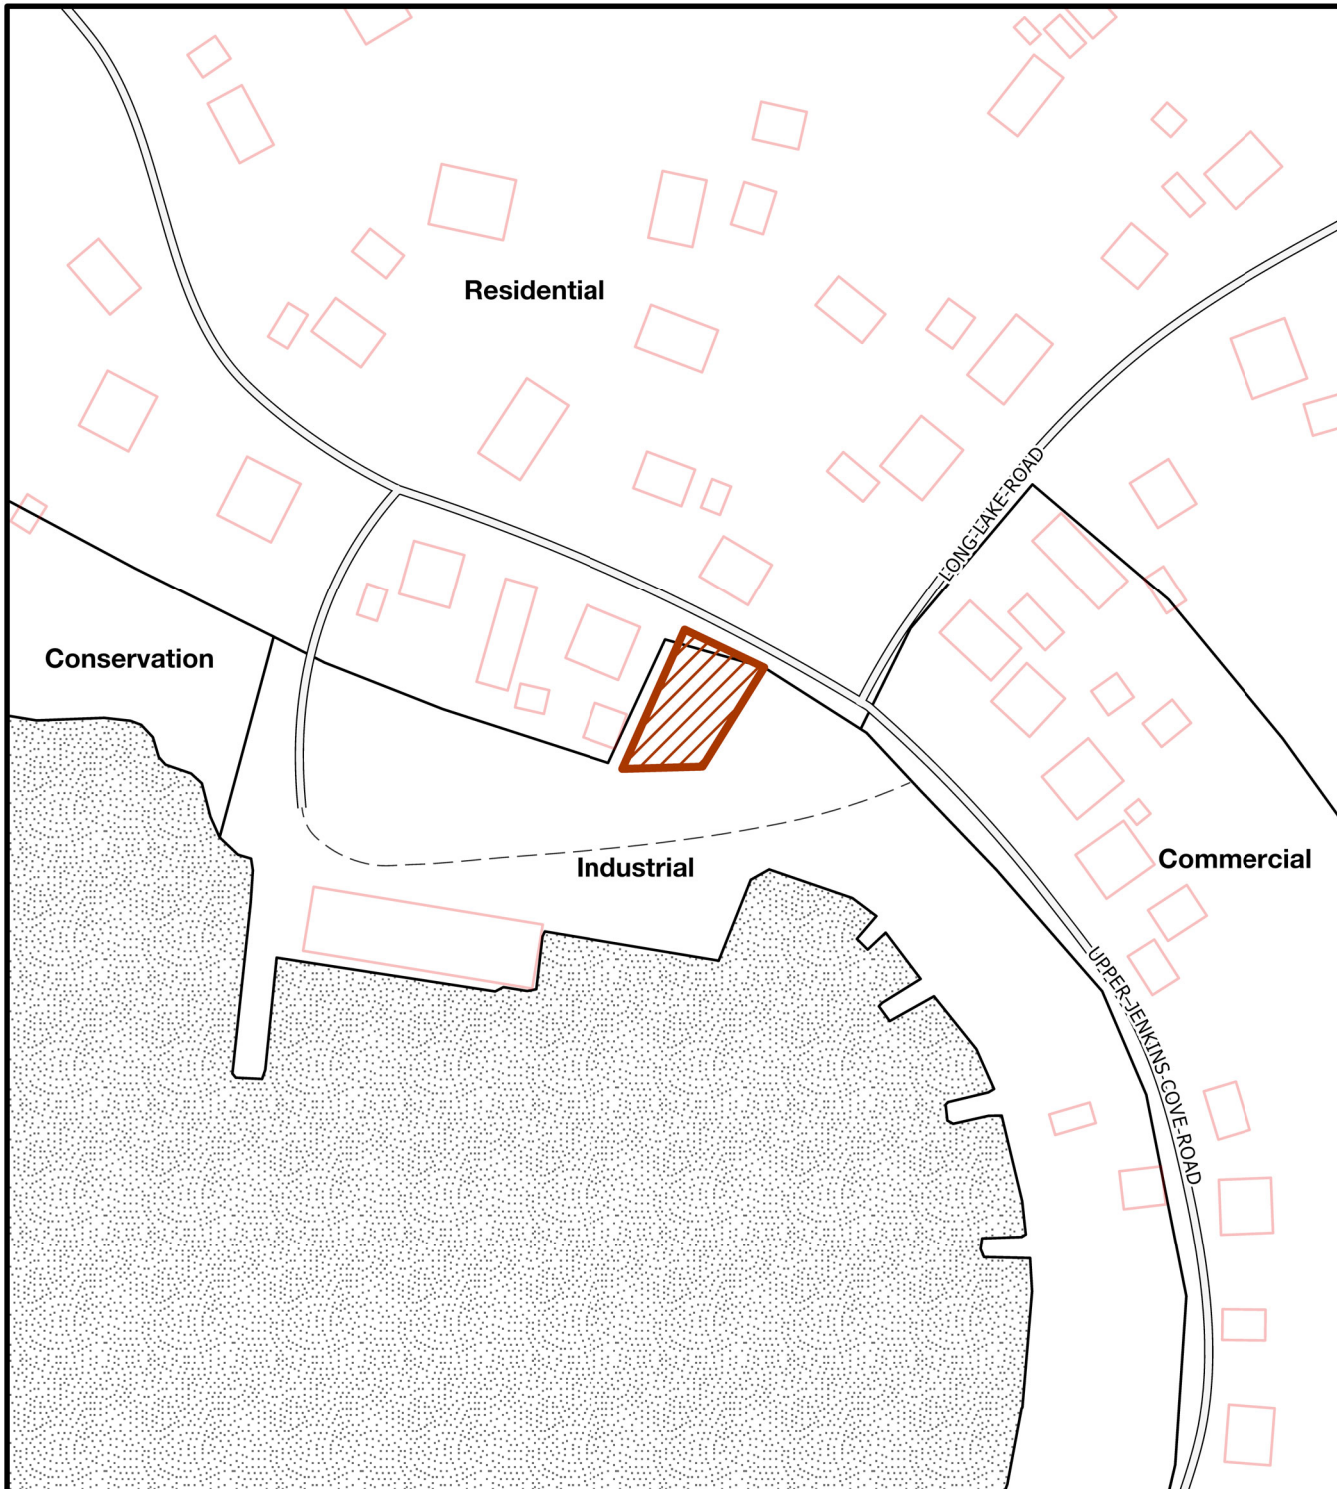 Residential
LONG LAKE ROAD
Conservation
Commercial
Industrial
UPPER JENKINS COVE ROAD